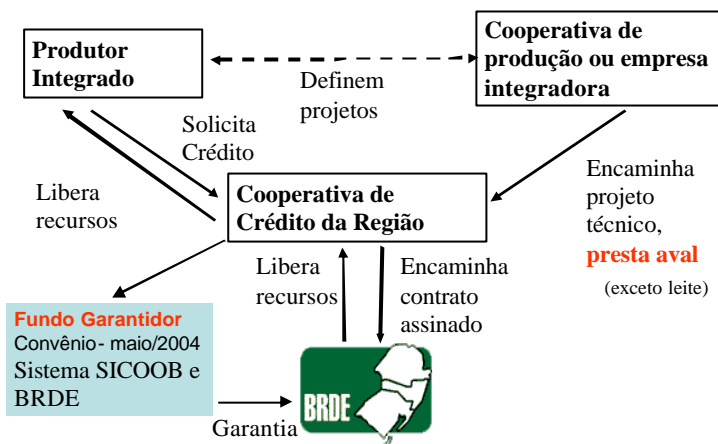 Produtor
Integrado
Cooperativa de
produção ou empresa
integradora
Definem
projetos
Solicita
Crédito
Libera
recursos
Cooperativa de
Crédito da Região
Encaminha
projeto
técnico,
presta aval
(exceto leite)
Libera
recursos
Encaminha
contrato
assinado
Fundo Garantidor
Convênio - maio/2004
Sistema SICOOB e
BRDE
Garantia
BRDE